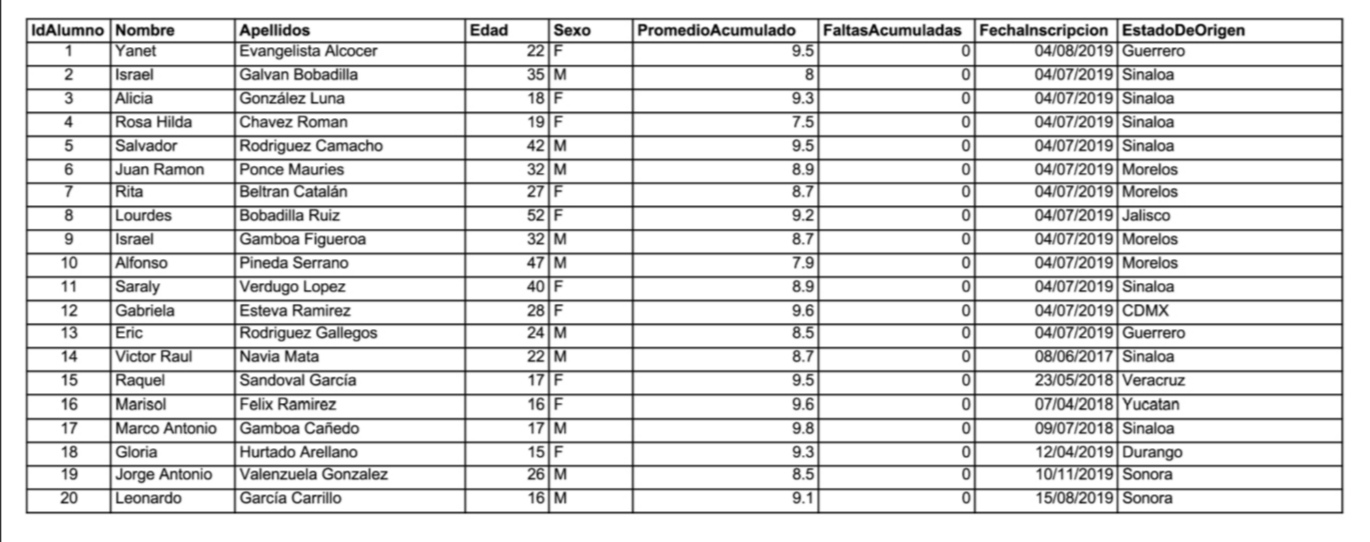 IdAlumno Nombre Apellidos Edad Sexo PromedioAcumulado FaltasAcumuladas FechaInscripcion EstadoDeOrigen
1 Yanet Evangelista Alcocer 22 F 9.5 0 04/08/2019 Guerrero
2 Israel Galvan Bobadilla 35 M 8 0 04/07/2019 Sinaloa
3 Alicia González Luna 18 F 9.3 0 04/07/2019 Sinaloa
4 Rosa Hilda Chavez Roman 19 F 7.5 0 04/07/2019 Sinaloa
5 Salvador Rodriguez Camacho 42 M 9.5 0 04/07/2019 Sinaloa
6 Juan Ramon Ponce Mauries 32 M 8.9 0 04/07/2019 Morelos
7 Rita Beltran Catalán 27 F 8.7 0 04/07/2019 Morelos
8 Lourdes Bobadilla Ruiz 52 F 9.2 0 04/07/2019 Jalisco
9 Israel Gamboa Figueroa 32 M 8.7 0 04/07/2019 Morelos
10 Alfonso Pineda Serrano 47 M 7.9 0 04/07/2019 Morelos
11 Saraly Verdugo Lopez 40 F 8.9 0 04/07/2019 Sinaloa
12 Gabriela Esteva Ramirez 28 F 9.6 0 04/07/2019 CDMX
13 Eric Rodriguez Gallegos 24 M 8.5 0 04/07/2019 Guerrero
14 Victor Raul Navia Mata 22 M 8.7 0 08/06/2017 Sinaloa
15 Raquel Sandoval García 17 F 9.5 0 23/05/2018 Veracruz
16 Marisol Felix Ramirez 16 F 9.6 0 07/04/2018 Yucatan
17 Marco Antonio Gamboa Cañedo 17 M 9.8 0 09/07/2018 Sinaloa
18 Gloria Hurtado Arellano 15 F 9.3 0 12/04/2019 Durango
19 Jorge Antonio Valenzuela Gonzalez 26 M 8.5 0 10/11/2019 Sonora
20 Leonardo García Carrillo 16 M 9.1 0 15/08/2019 Sonora